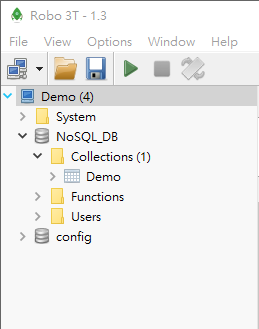 Robo 3T - 1.3
File View Options Window Help
Demo (4)
System
NoSQL_DB
Collections (1)
Demo
Functions
Users
config